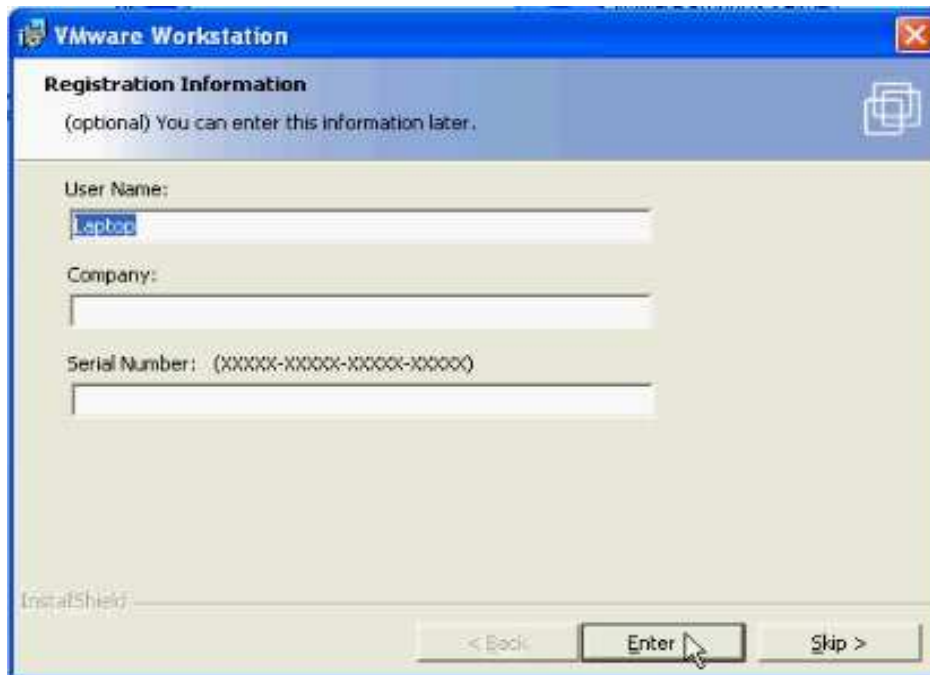 VMware Workstation
Registration Information
(optional) You can enter this information later.
User Name:
Laptop
Company:
Serial Number: (XXXXX-XXXXX-XXXXX-XXXXX)
InstallShield
< Back
Enter
Skip >